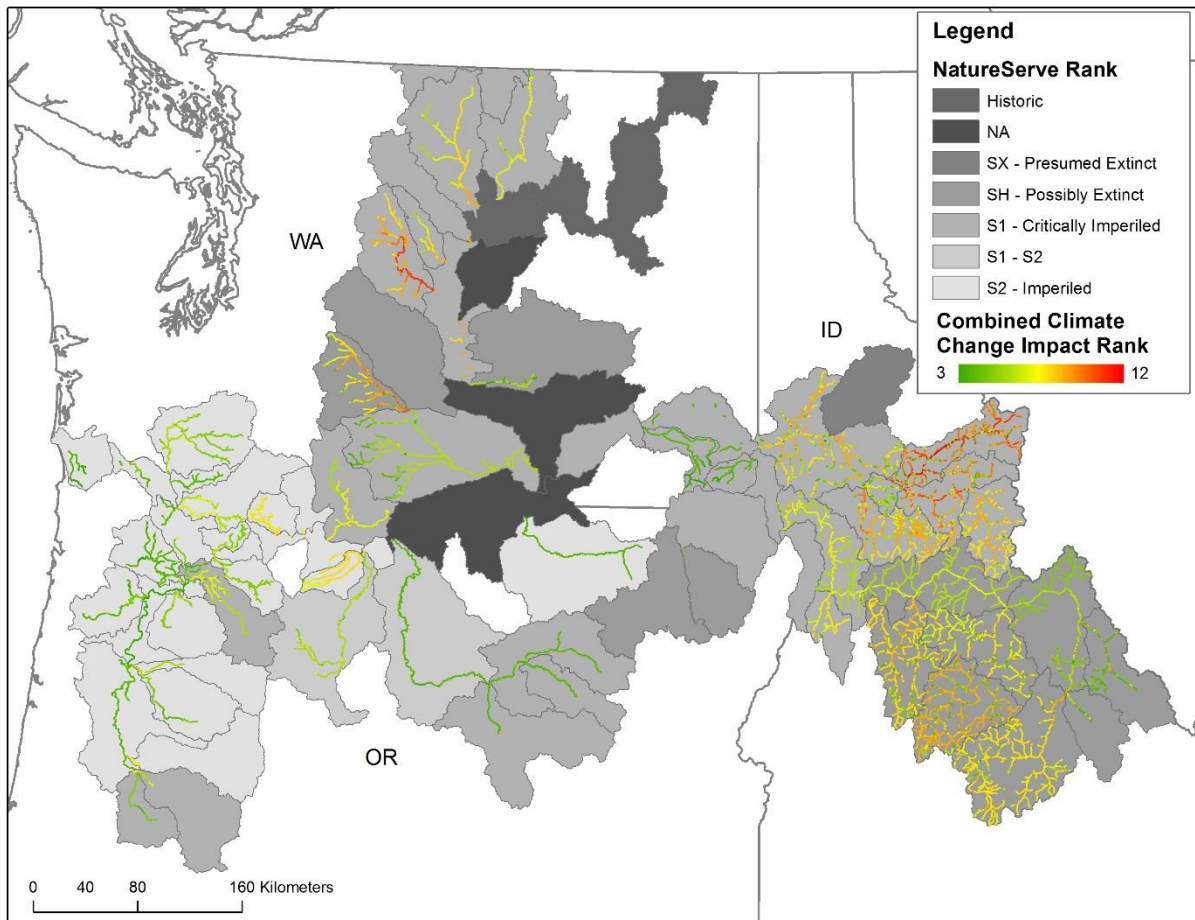 Legend
NatureServe Rank
Historic
NA
SX - Presumed Extinct
SH - Possibly Extinct
S1 - Critically Imperiled
S1 - S2
S2 - Imperiled
Combined Climate
Change Impact Rank
3 12
WA
ID
OR
0 40 80 160 Kilometers